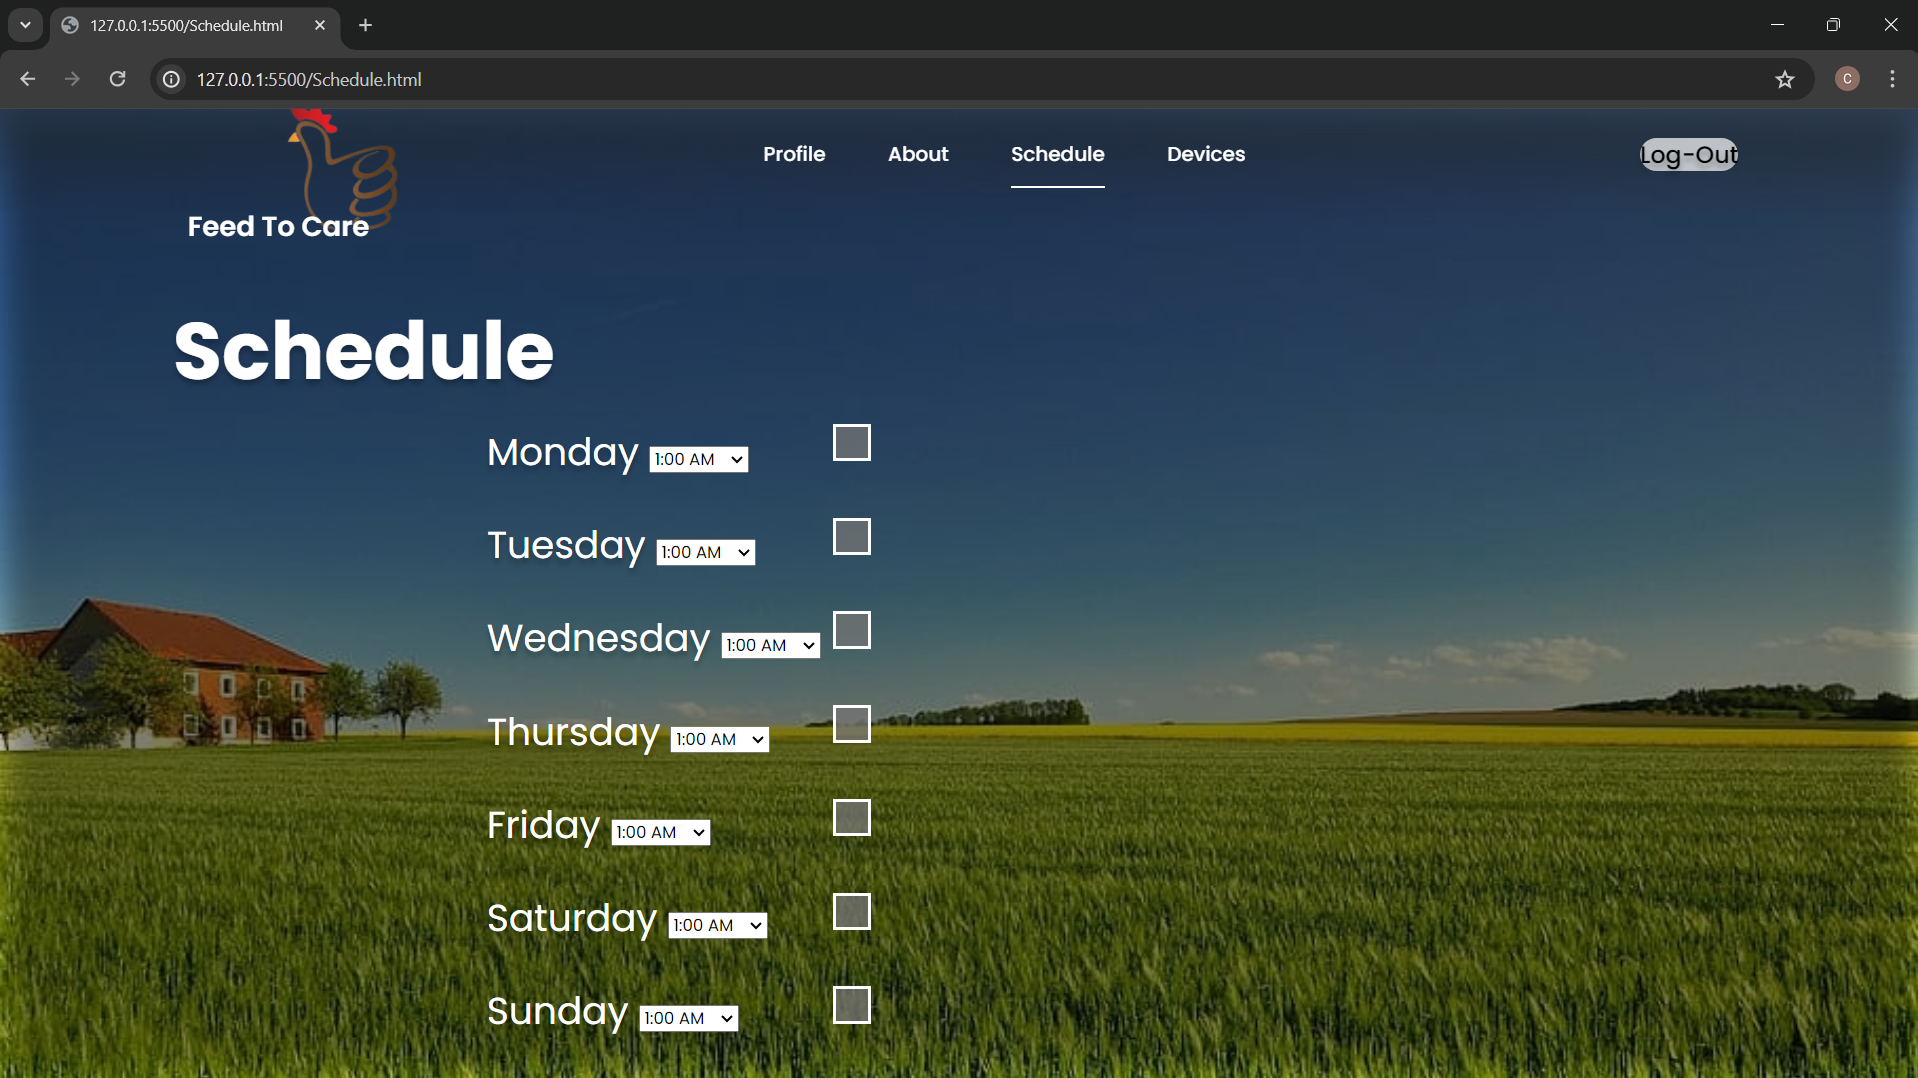 127.0.0.1:5500/Schedule.html
127.0.0.1:5500/Schedule.html
C
Profile About Schedule Devices Log-Out
Feed To Care
Schedule
Monday 1:00 AM
Tuesday 1:00 AM
Wednesday 1:00 AM
Thursday 1:00 AM
Friday 1:00 AM
Saturday 1:00 AM
Sunday 1:00 AM